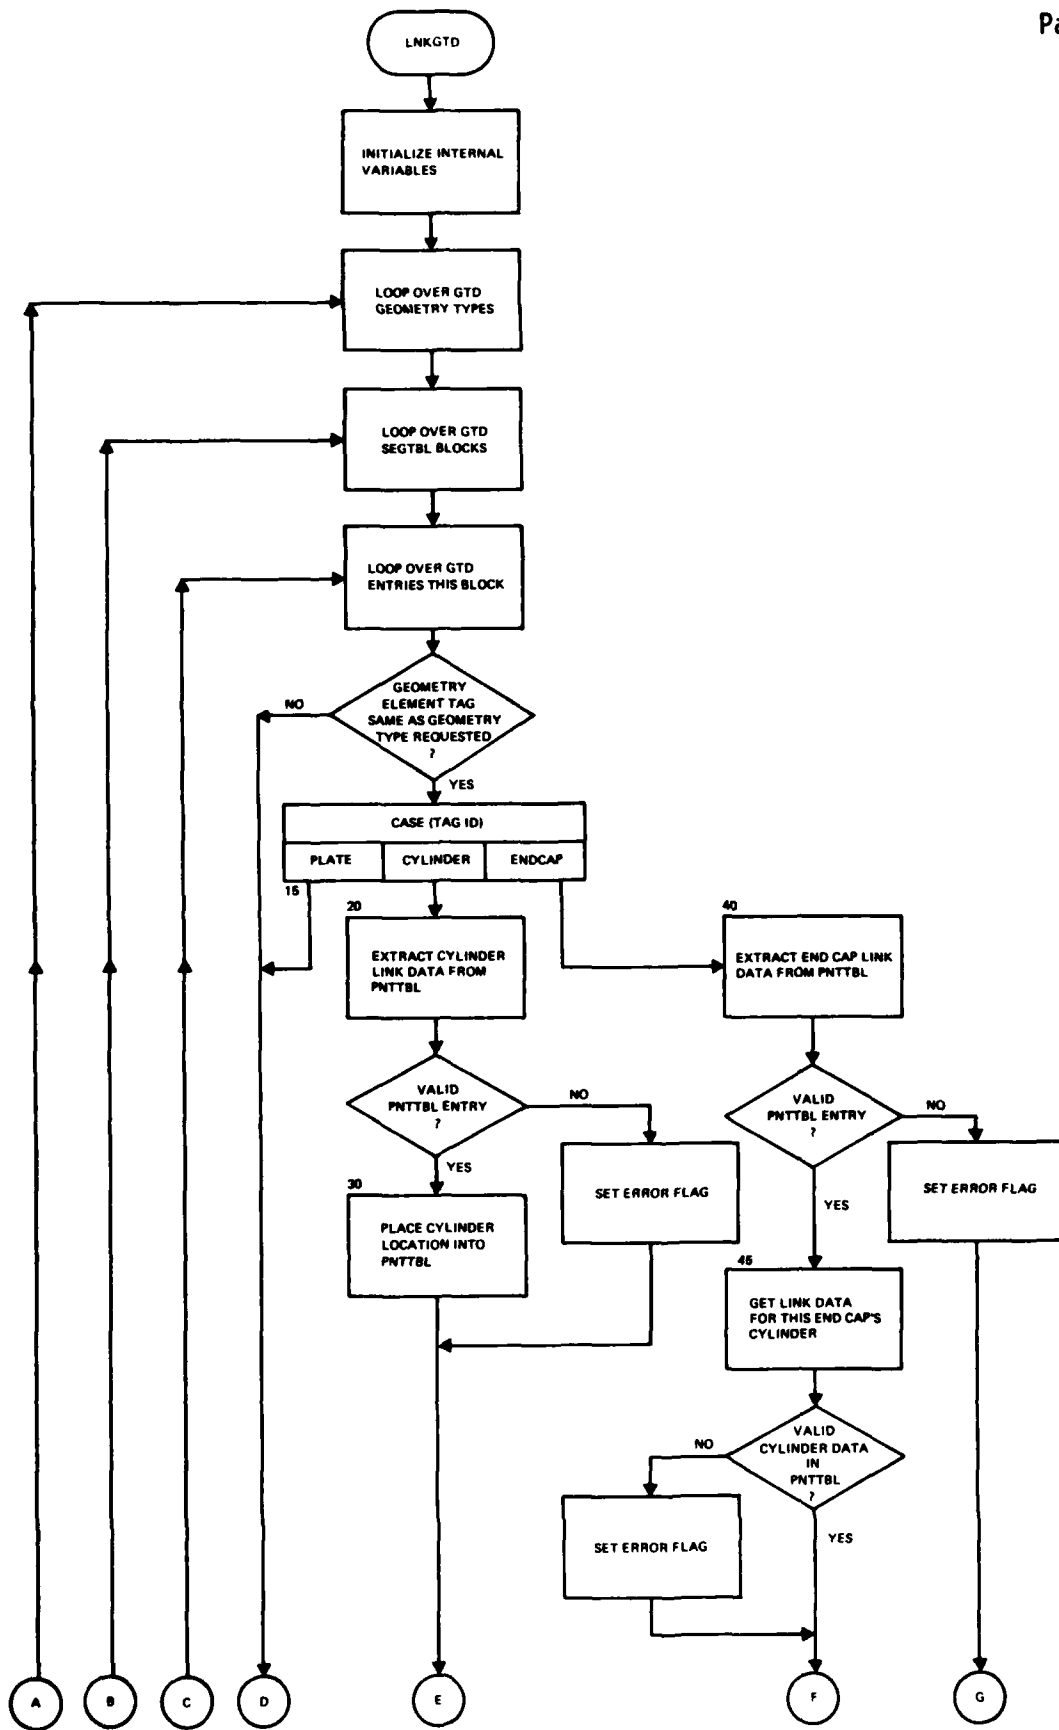 Pa
LNKGTD
INITIALIZE INTERNAL
VARIABLES
LOOP OVER GTD
GEOMETRY TYPES
LOOP OVER GTD
SEGTBL BLOCKS
LOOP OVER GTD
ENTRIES THIS BLOCK
GEOMETRY
ELEMENT TAG
SAME AS GEOMETRY
TYPE REQUESTED
?
NO
YES
CASE (TAG ID)
PLATE
CYLINDER
ENDCAP
15
20
EXTRACT CYLINDER
LINK DATA FROM
PNTTBL
40
EXTRACT END CAP LINK
DATA FROM PNTTBL
VALID
PNTTBL ENTRY
?
NO
YES
VALID
PNTTBL ENTRY
?
NO
YES
SET ERROR FLAG
SET ERROR FLAG
30
PLACE CYLINDER
LOCATION INTO
PNTTBL
45
GET LINK DATA
FOR THIS END CAP'S
CYLINDER
VALID
CYLINDER DATA
IN
PNTTBL
?
NO
YES
SET ERROR FLAG
A
B
C
D
E
F
G